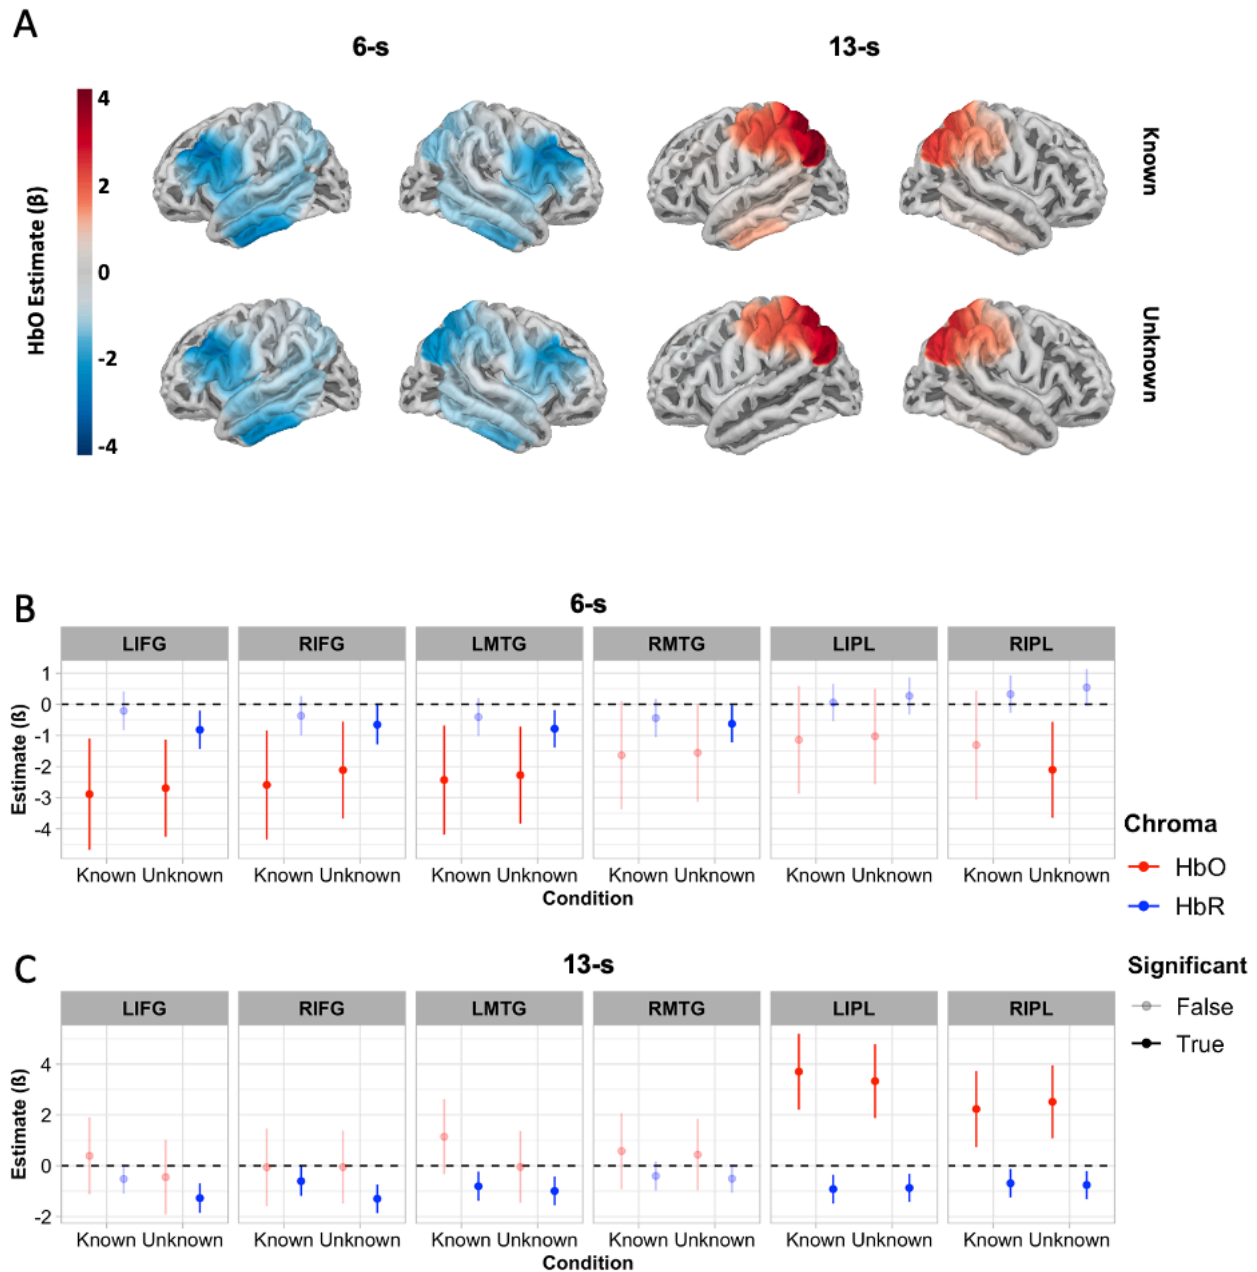 A
6-s
13-s
HbO Estimate (β)
4
2
0
-2
-4
Known
Unknown
B
6-s
LIFG RIFG LMTG RMTG LIPL RIPL
Estimate (ß)
1
0
-1
-2
-3
-4
Known Unknown Known Unknown Known Unknown Known Unknown Known Unknown Known Unknown
Condition
Chroma
HbO
HbR
Significant
False
True
C
13-s
LIFG RIFG LMTG RMTG LIPL RIPL
Estimate (ß)
4
2
0
-2
Known Unknown Known Unknown Known Unknown Known Unknown Known Unknown Known Unknown
Condition